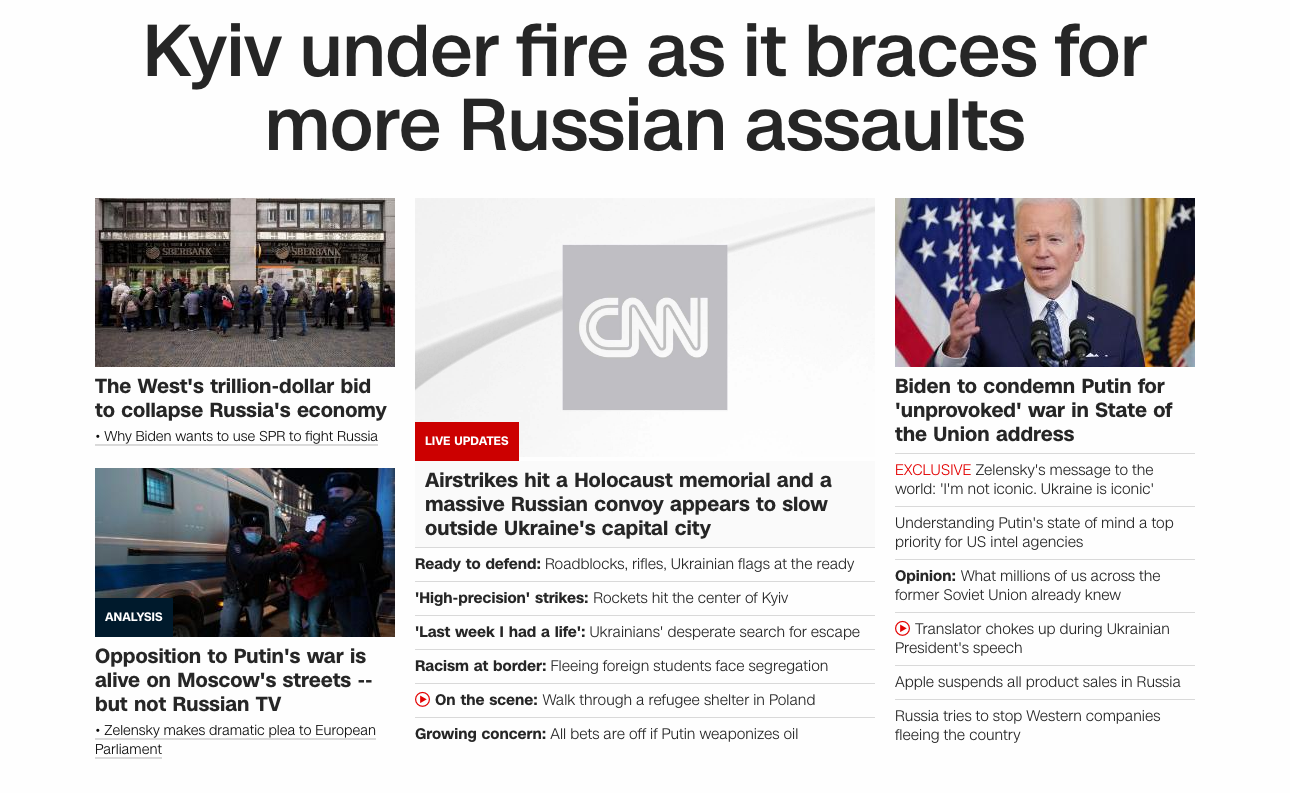 Kyiv under fire as it braces for
more Russian assaults
SBERBANK
SBERBANK
The West's trillion-dollar bid
to collapse Russia's economy
• Why Biden wants to use SPR to fight Russia
ANALYSIS
Opposition to Putin's war is
alive on Moscow's streets --
but not Russian TV
• Zelensky makes dramatic plea to European
Parliament
CNN
LIVE UPDATES
Airstrikes hit a Holocaust memorial and a
massive Russian convoy appears to slow
outside Ukraine's capital city
Ready to defend: Roadblocks, rifles, Ukrainian flags at the ready
'High-precision' strikes: Rockets hit the center of Kyiv
'Last week I had a life': Ukrainians' desperate search for escape
Racism at border: Fleeing foreign students face segregation
On the scene: Walk through a refugee shelter in Poland
Growing concern: All bets are off if Putin weaponizes oil
Biden to condemn Putin for
'unprovoked' war in State of
the Union address
EXCLUSIVE Zelensky's message to the
world: 'I'm not iconic. Ukraine is iconic'
Understanding Putin's state of mind a top
priority for US intel agencies
Opinion: What millions of us across the
former Soviet Union already knew
Translator chokes up during Ukrainian
President's speech
Apple suspends all product sales in Russia
Russia tries to stop Western companies
fleeing the country